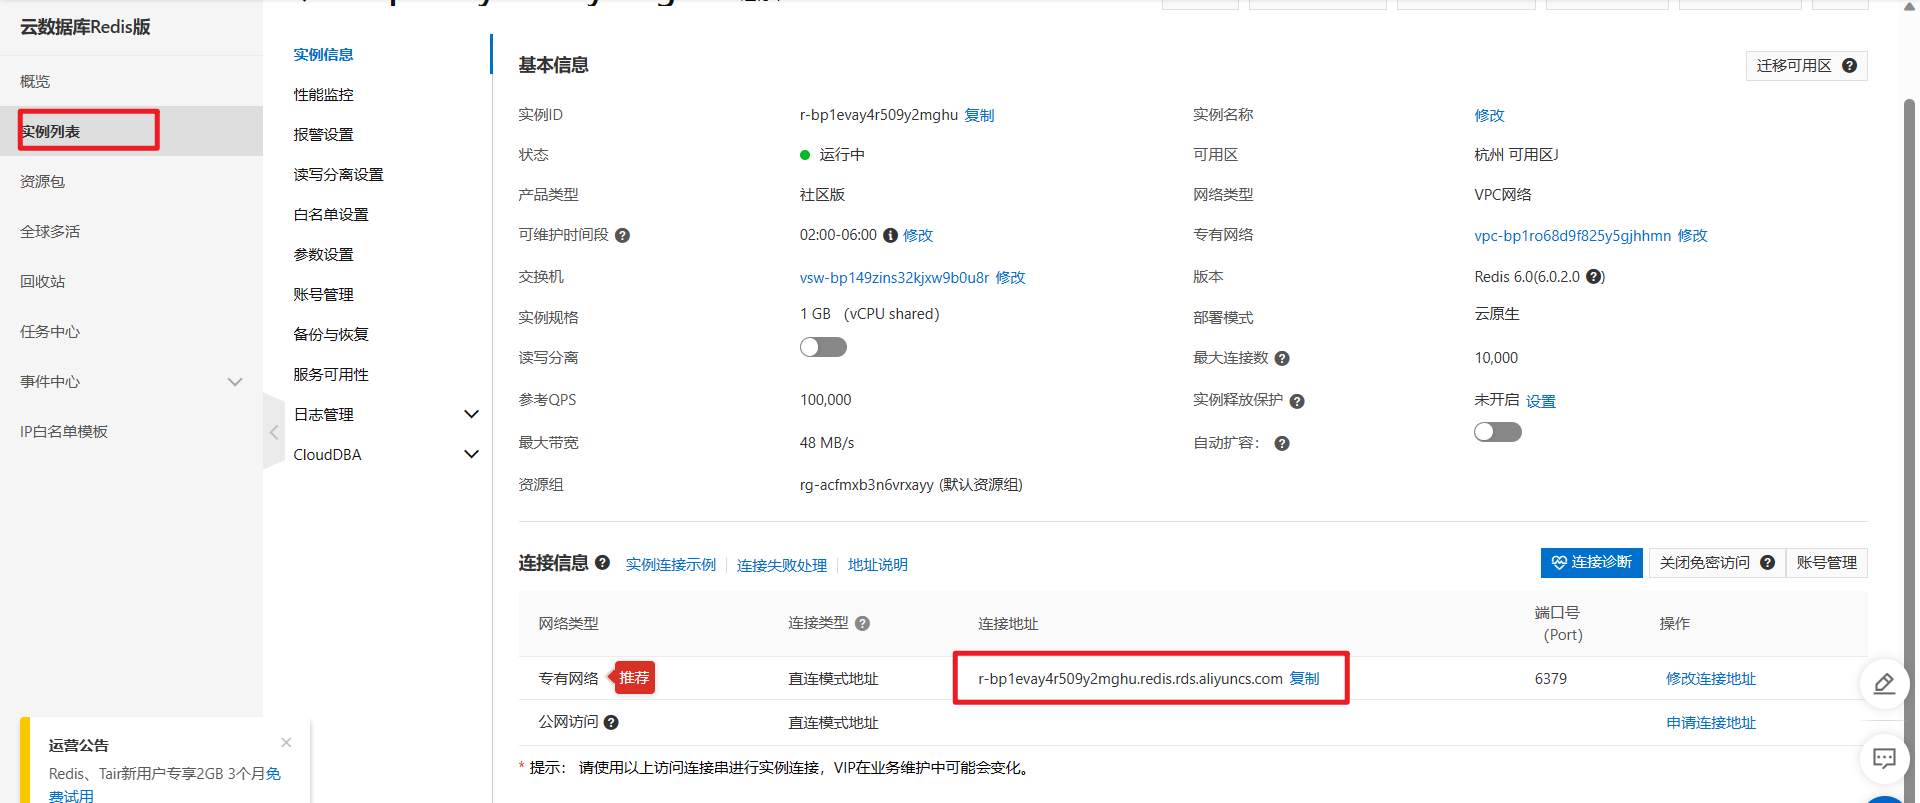 云数据库Redis版
概览
实例列表
资源包
全球多活
回收站
任务中心
事件中心
IP白名单模板
运营公告
Redis、Tair新用户专享2GB 3个月免
费试用
实例信息
性能监控
报警设置
读写分离设置
白名单设置
参数设置
账号管理
备份与恢复
服务可用性
日志管理
CloudDBA
基本信息
迁移可用区
实例ID r-bp1evay4r509y2mghu 复制 实例名称 修改
状态 运行中 可用区 杭州 可用区J
产品类型 社区版 网络类型 VPC网络
可维护时间段 02:00-06:00 修改 专有网络 vpc-bp1ro68d9f825y5gjhhmn 修改
交换机 vsw-bp149zins32kjxw9b0u8r 修改 版本 Redis 6.0(6.0.2.0 )
实例规格 1 GB （vCPU shared） 部署模式 云原生
读写分离 最大连接数 10,000
参考QPS 100,000 实例释放保护 未开启 设置
最大带宽 48 MB/s 自动扩容：
资源组 rg-acfmxb3n6vrxayy (默认资源组)
连接信息 实例连接示例 连接失败处理 地址说明 连接诊断 关闭免密访问 账号管理
网络类型 连接类型 连接地址 端口号
（Port） 操作
专有网络 推荐 直连模式地址 r-bp1evay4r509y2mghu.redis.rds.aliyuncs.com 复制 6379 修改连接地址
公网访问 直连模式地址 申请连接地址
* 提示： 请使用以上访问连接串进行实例连接，VIP在业务维护中可能会变化。